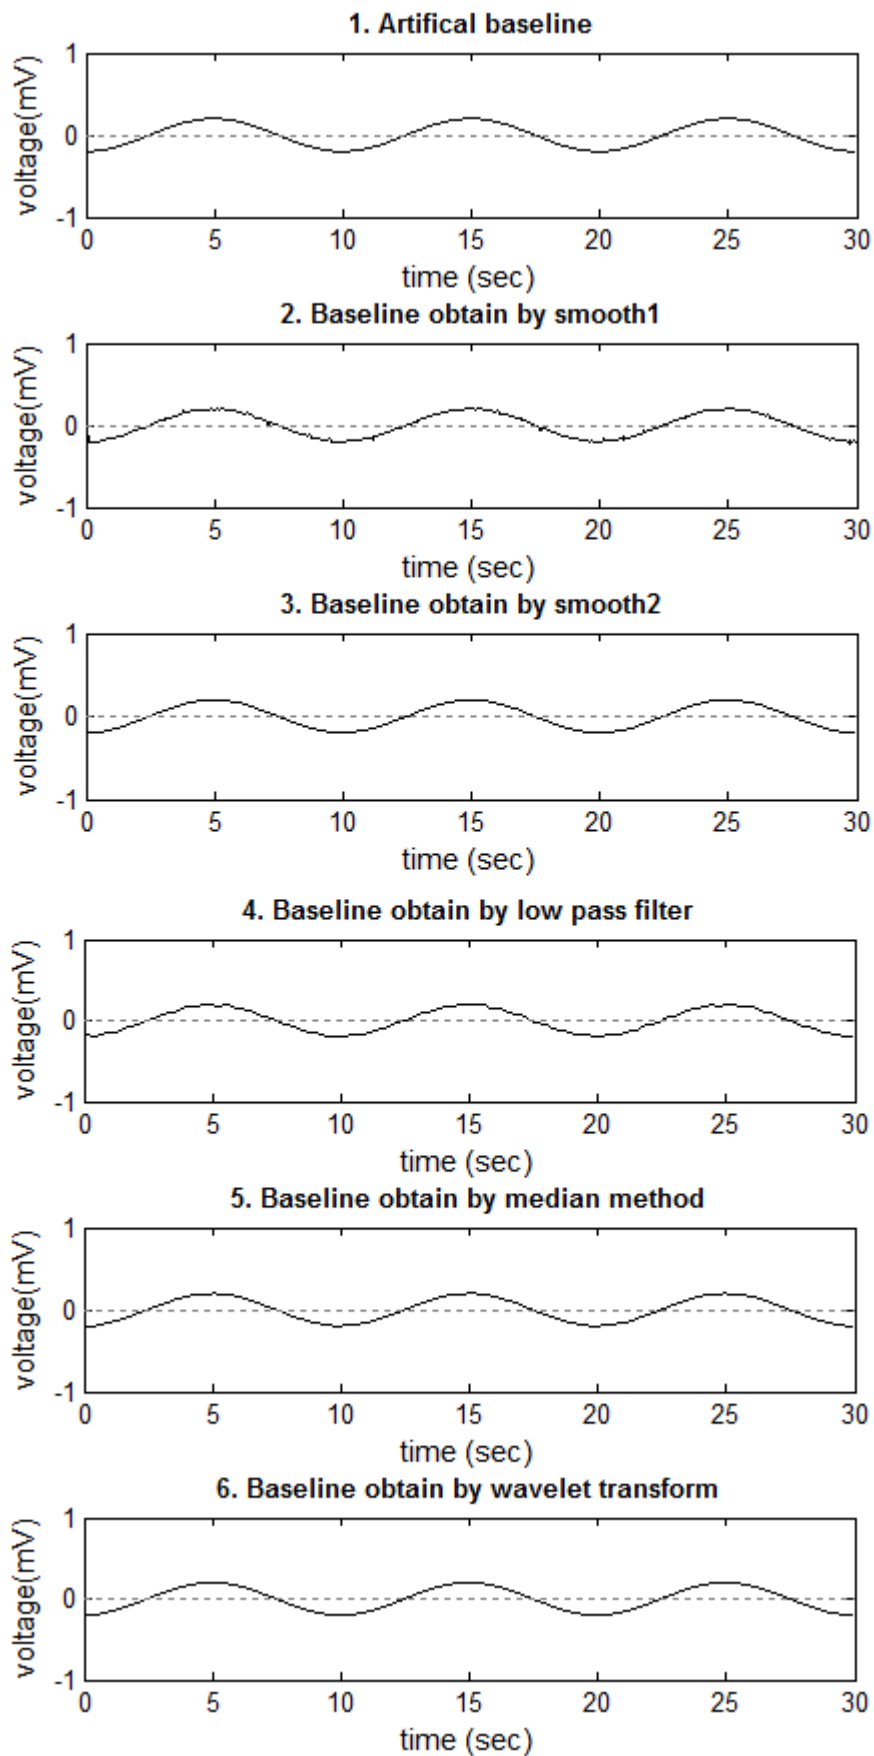 1. Artifical baseline
1
0
-1
voltage(mV)
0 5 10 15 20 25 30
time (sec)
2. Baseline obtain by smooth1
1
0
-1
voltage(mV)
0 5 10 15 20 25 30
time (sec)
3. Baseline obtain by smooth2
1
0
-1
voltage(mV)
0 5 10 15 20 25 30
time (sec)
4. Baseline obtain by low pass filter
1
0
-1
voltage(mV)
0 5 10 15 20 25 30
time (sec)
5. Baseline obtain by median method
1
0
-1
voltage(mV)
0 5 10 15 20 25 30
time (sec)
6. Baseline obtain by wavelet transform
1
0
-1
voltage(mV)
0 5 10 15 20 25 30
time (sec)